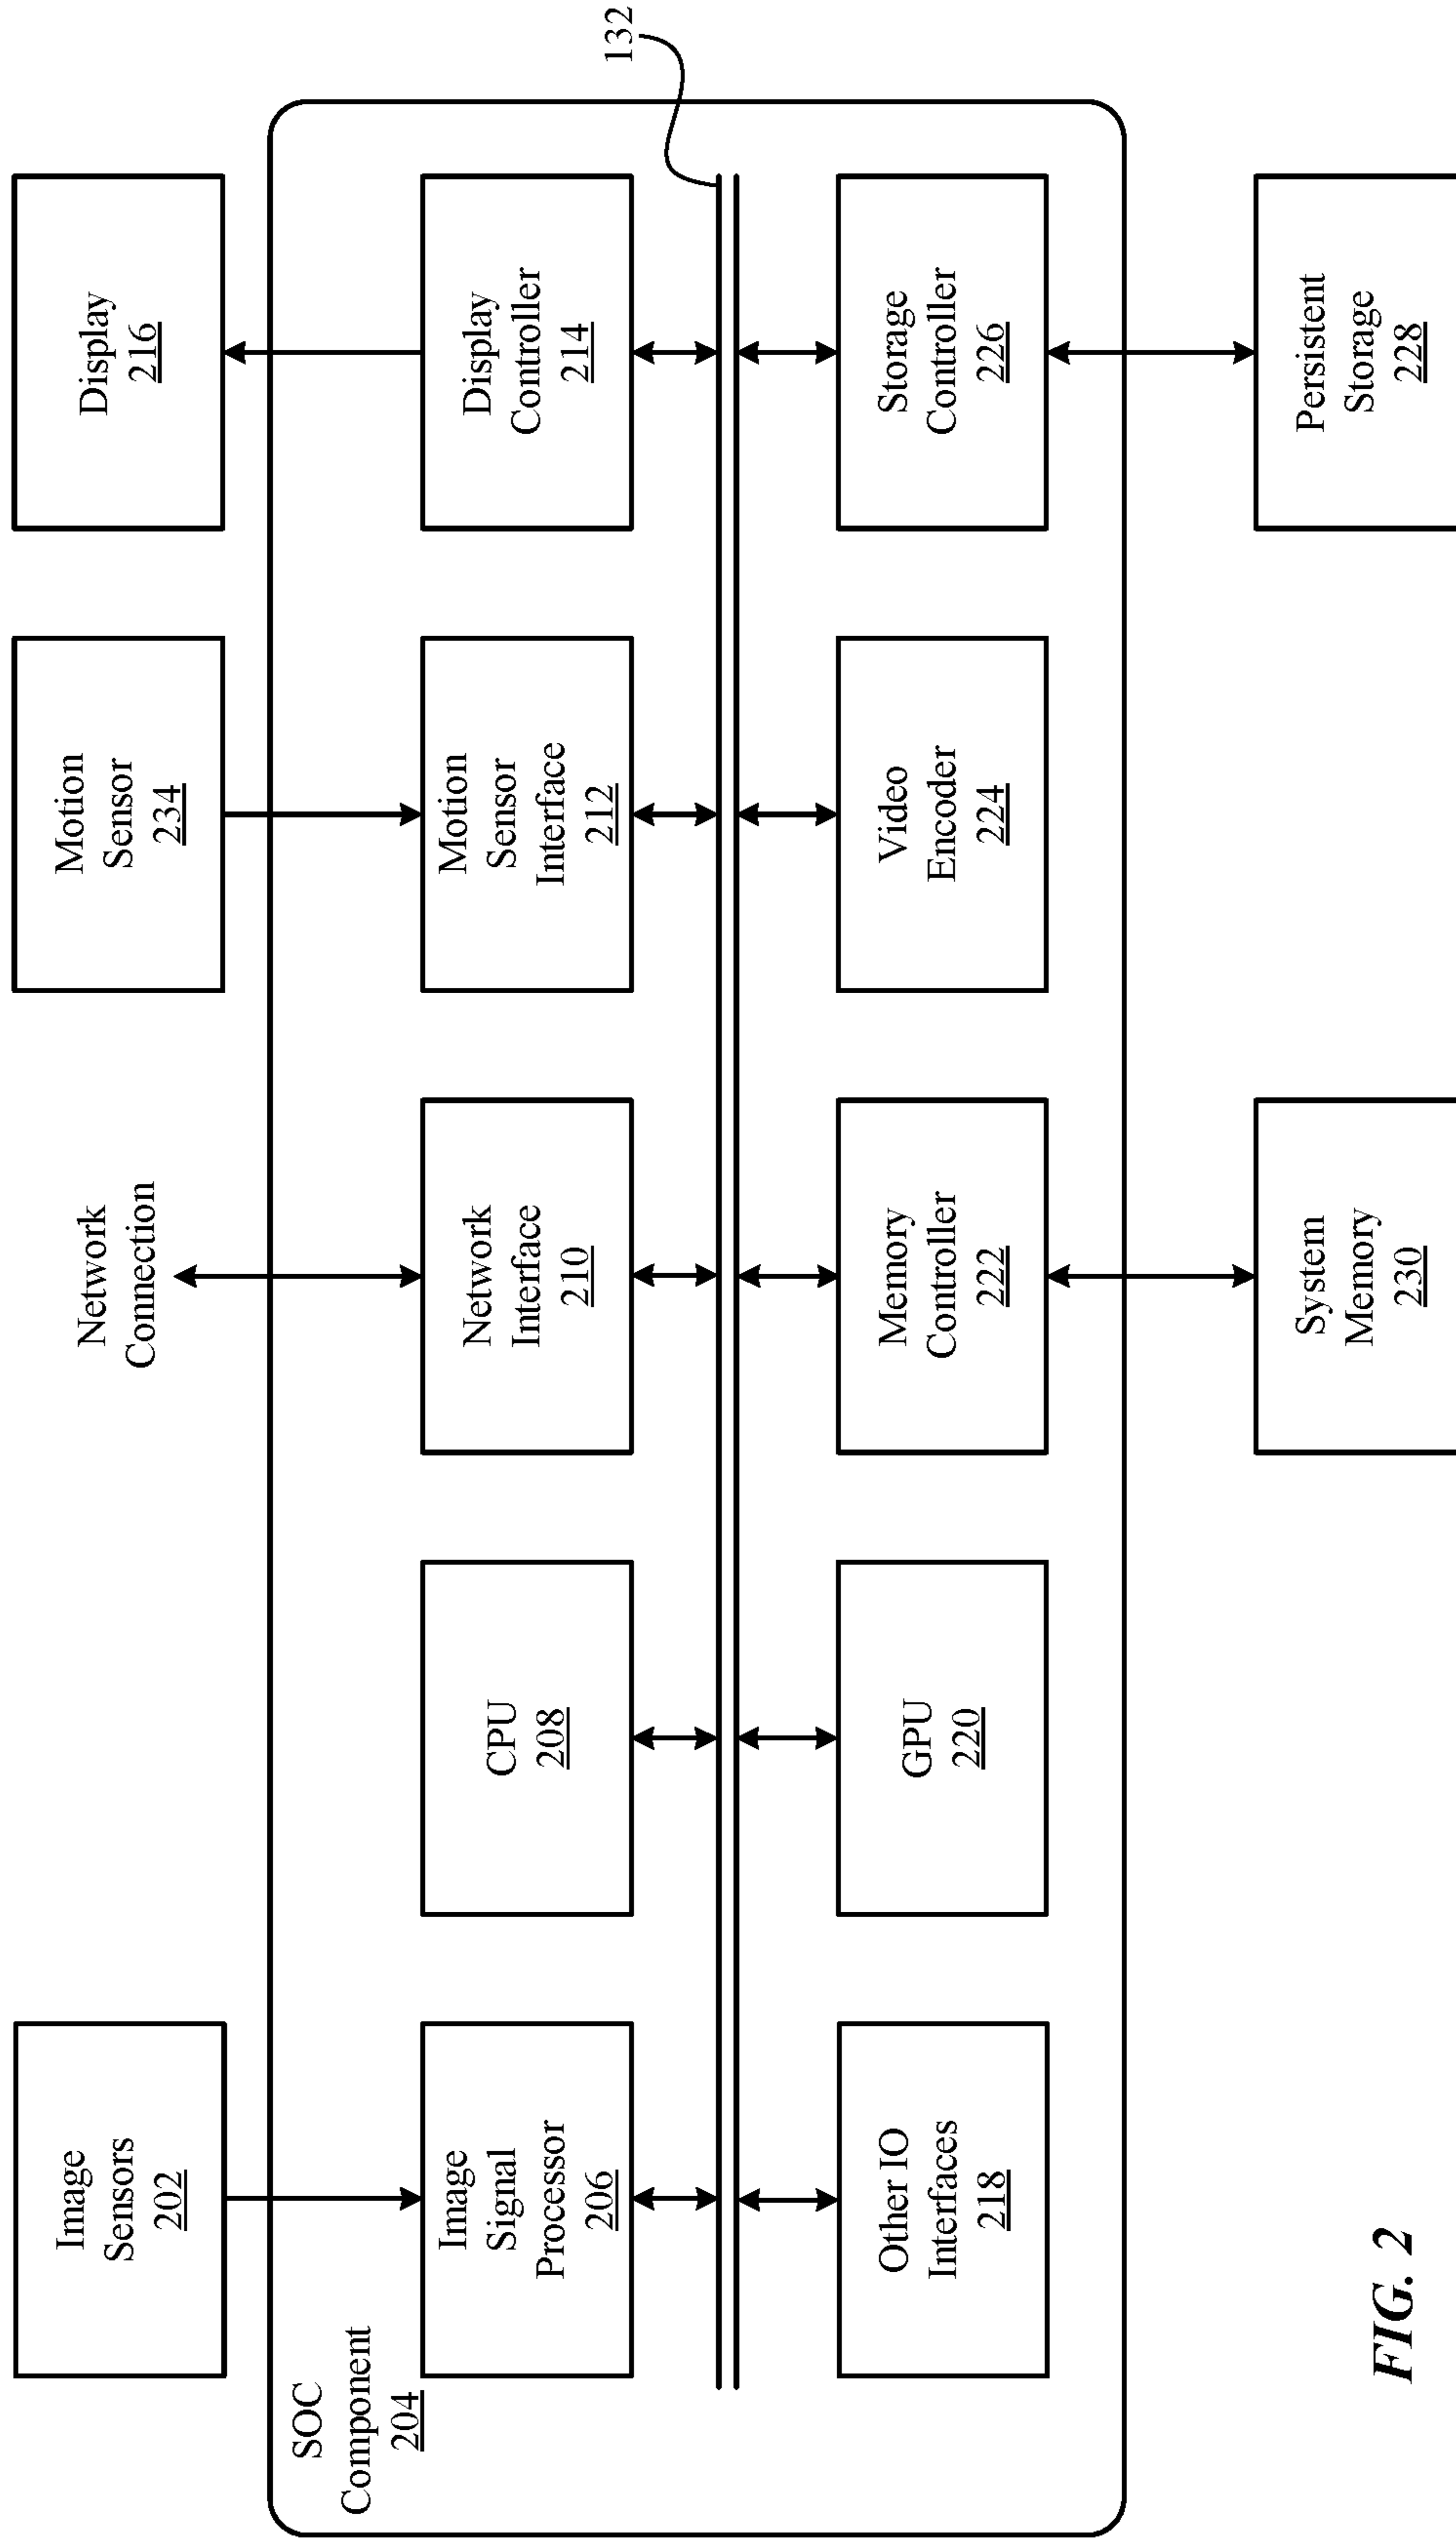 Image
Sensors
202
Network
Connection
Motion
Sensor
234
Display
216
SOC
Component
204
Image
Signal
Processor
206
CPU
208
Network
Interface
210
Motion
Sensor
Interface
212
Display
Controller
214
132
Other IO
Interfaces
218
GPU
220
Memory
Controller
222
Video
Encoder
224
Storage
Controller
226
System
Memory
230
Persistent
Storage
228
FIG. 2